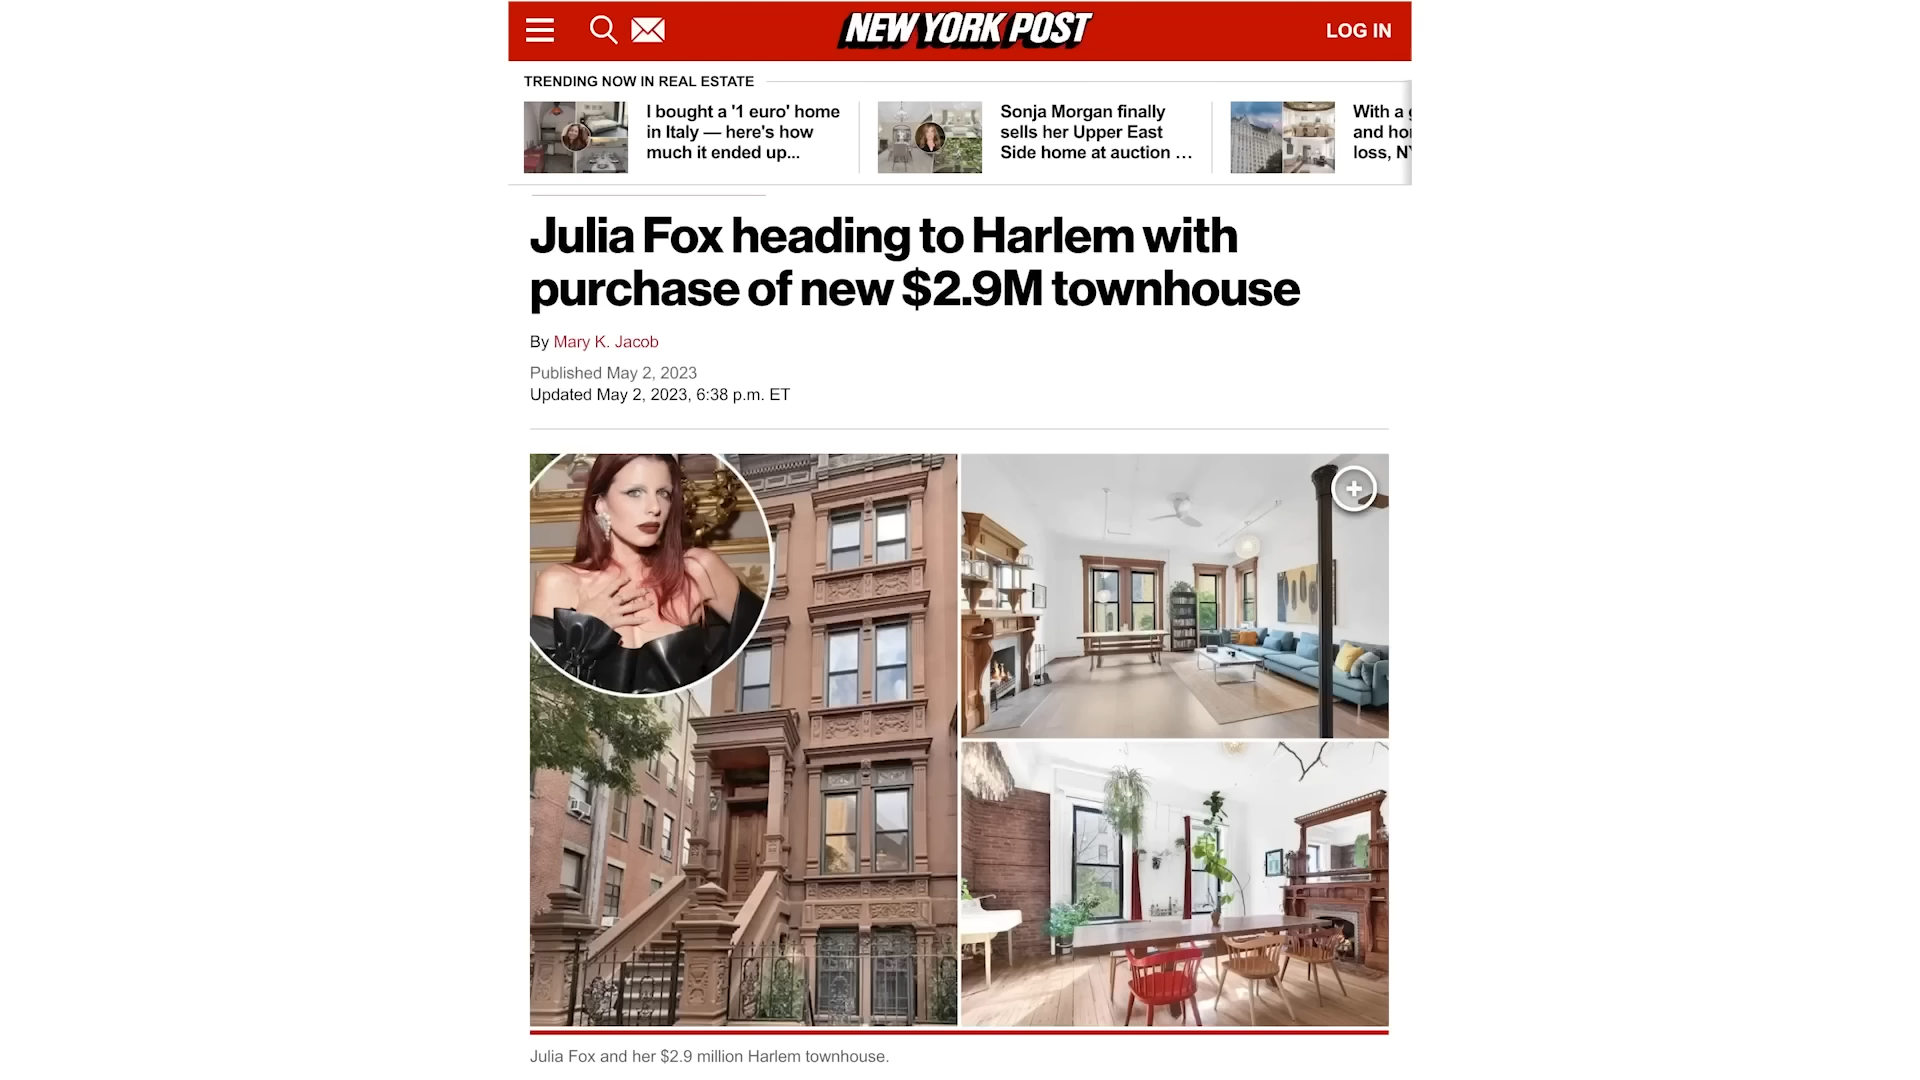 NEW YORK POST
LOG IN
TRENDING NOW IN REAL ESTATE
I bought a '1 euro' home
in Italy — here's how
much it ended up...
Sonja Morgan finally
sells her Upper East
Side home at auction ...
With a
and
loss,
Julia Fox heading to Harlem with
purchase of new $2.9M townhouse
By Mary K. Jacob
Published May 2, 2023
Updated May 2, 2023, 6:38 p.m. ET
Julia Fox and her $2.9 million Harlem townhouse.